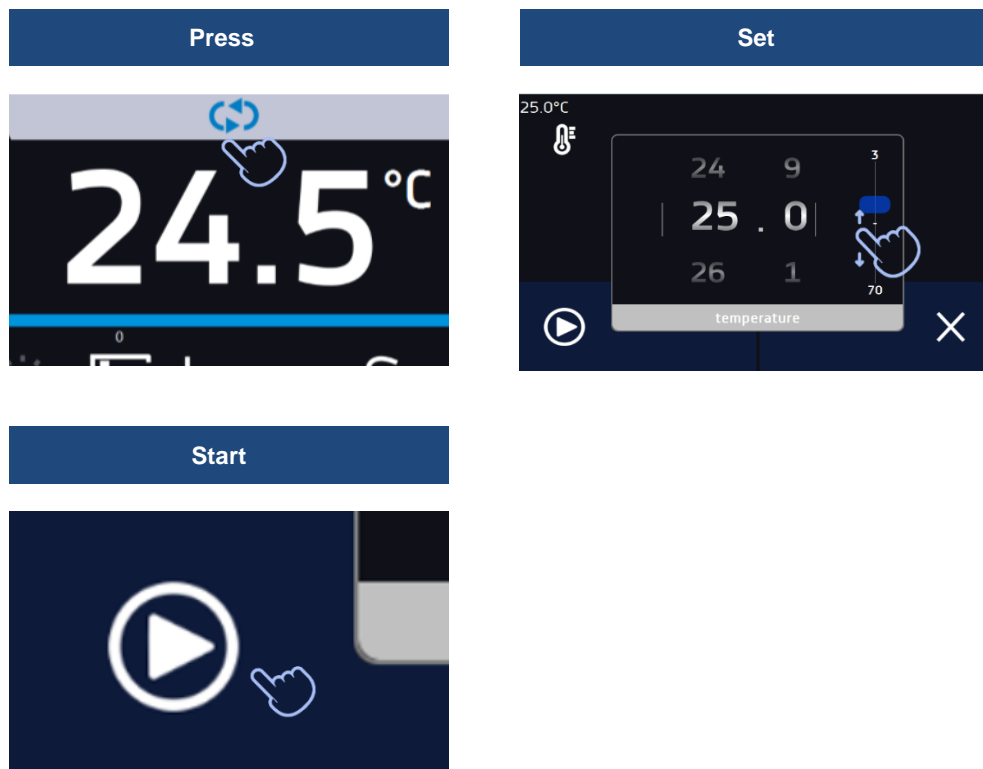 Press
24.5°C
0
Set
25.0°C
24 9
3
25 . 0
-
26 1
70
temperature
Start